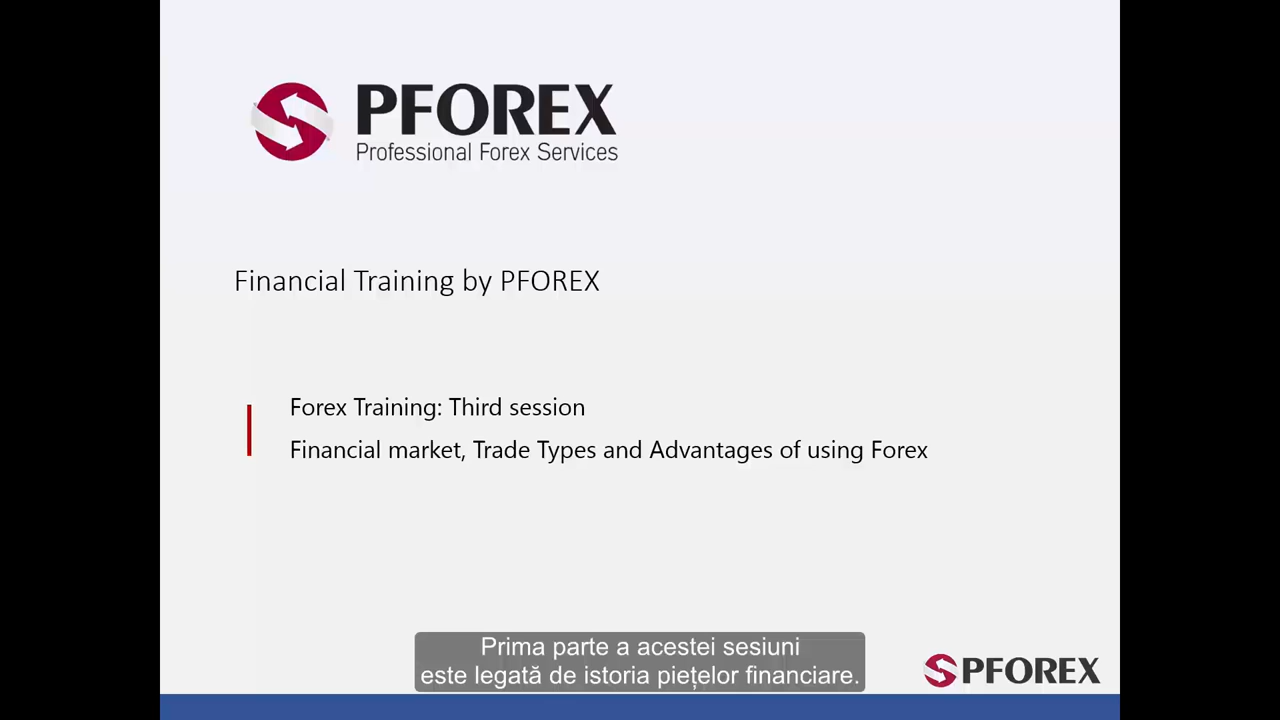 PFOREX
Professional Forex Services
Financial Training by PFOREX
Forex Training: Third session
Financial market, Trade Types and Advantages of using Forex
Prima parte a acestei sesiuni
este legată de istoria piețelor financiare.
PFOREX